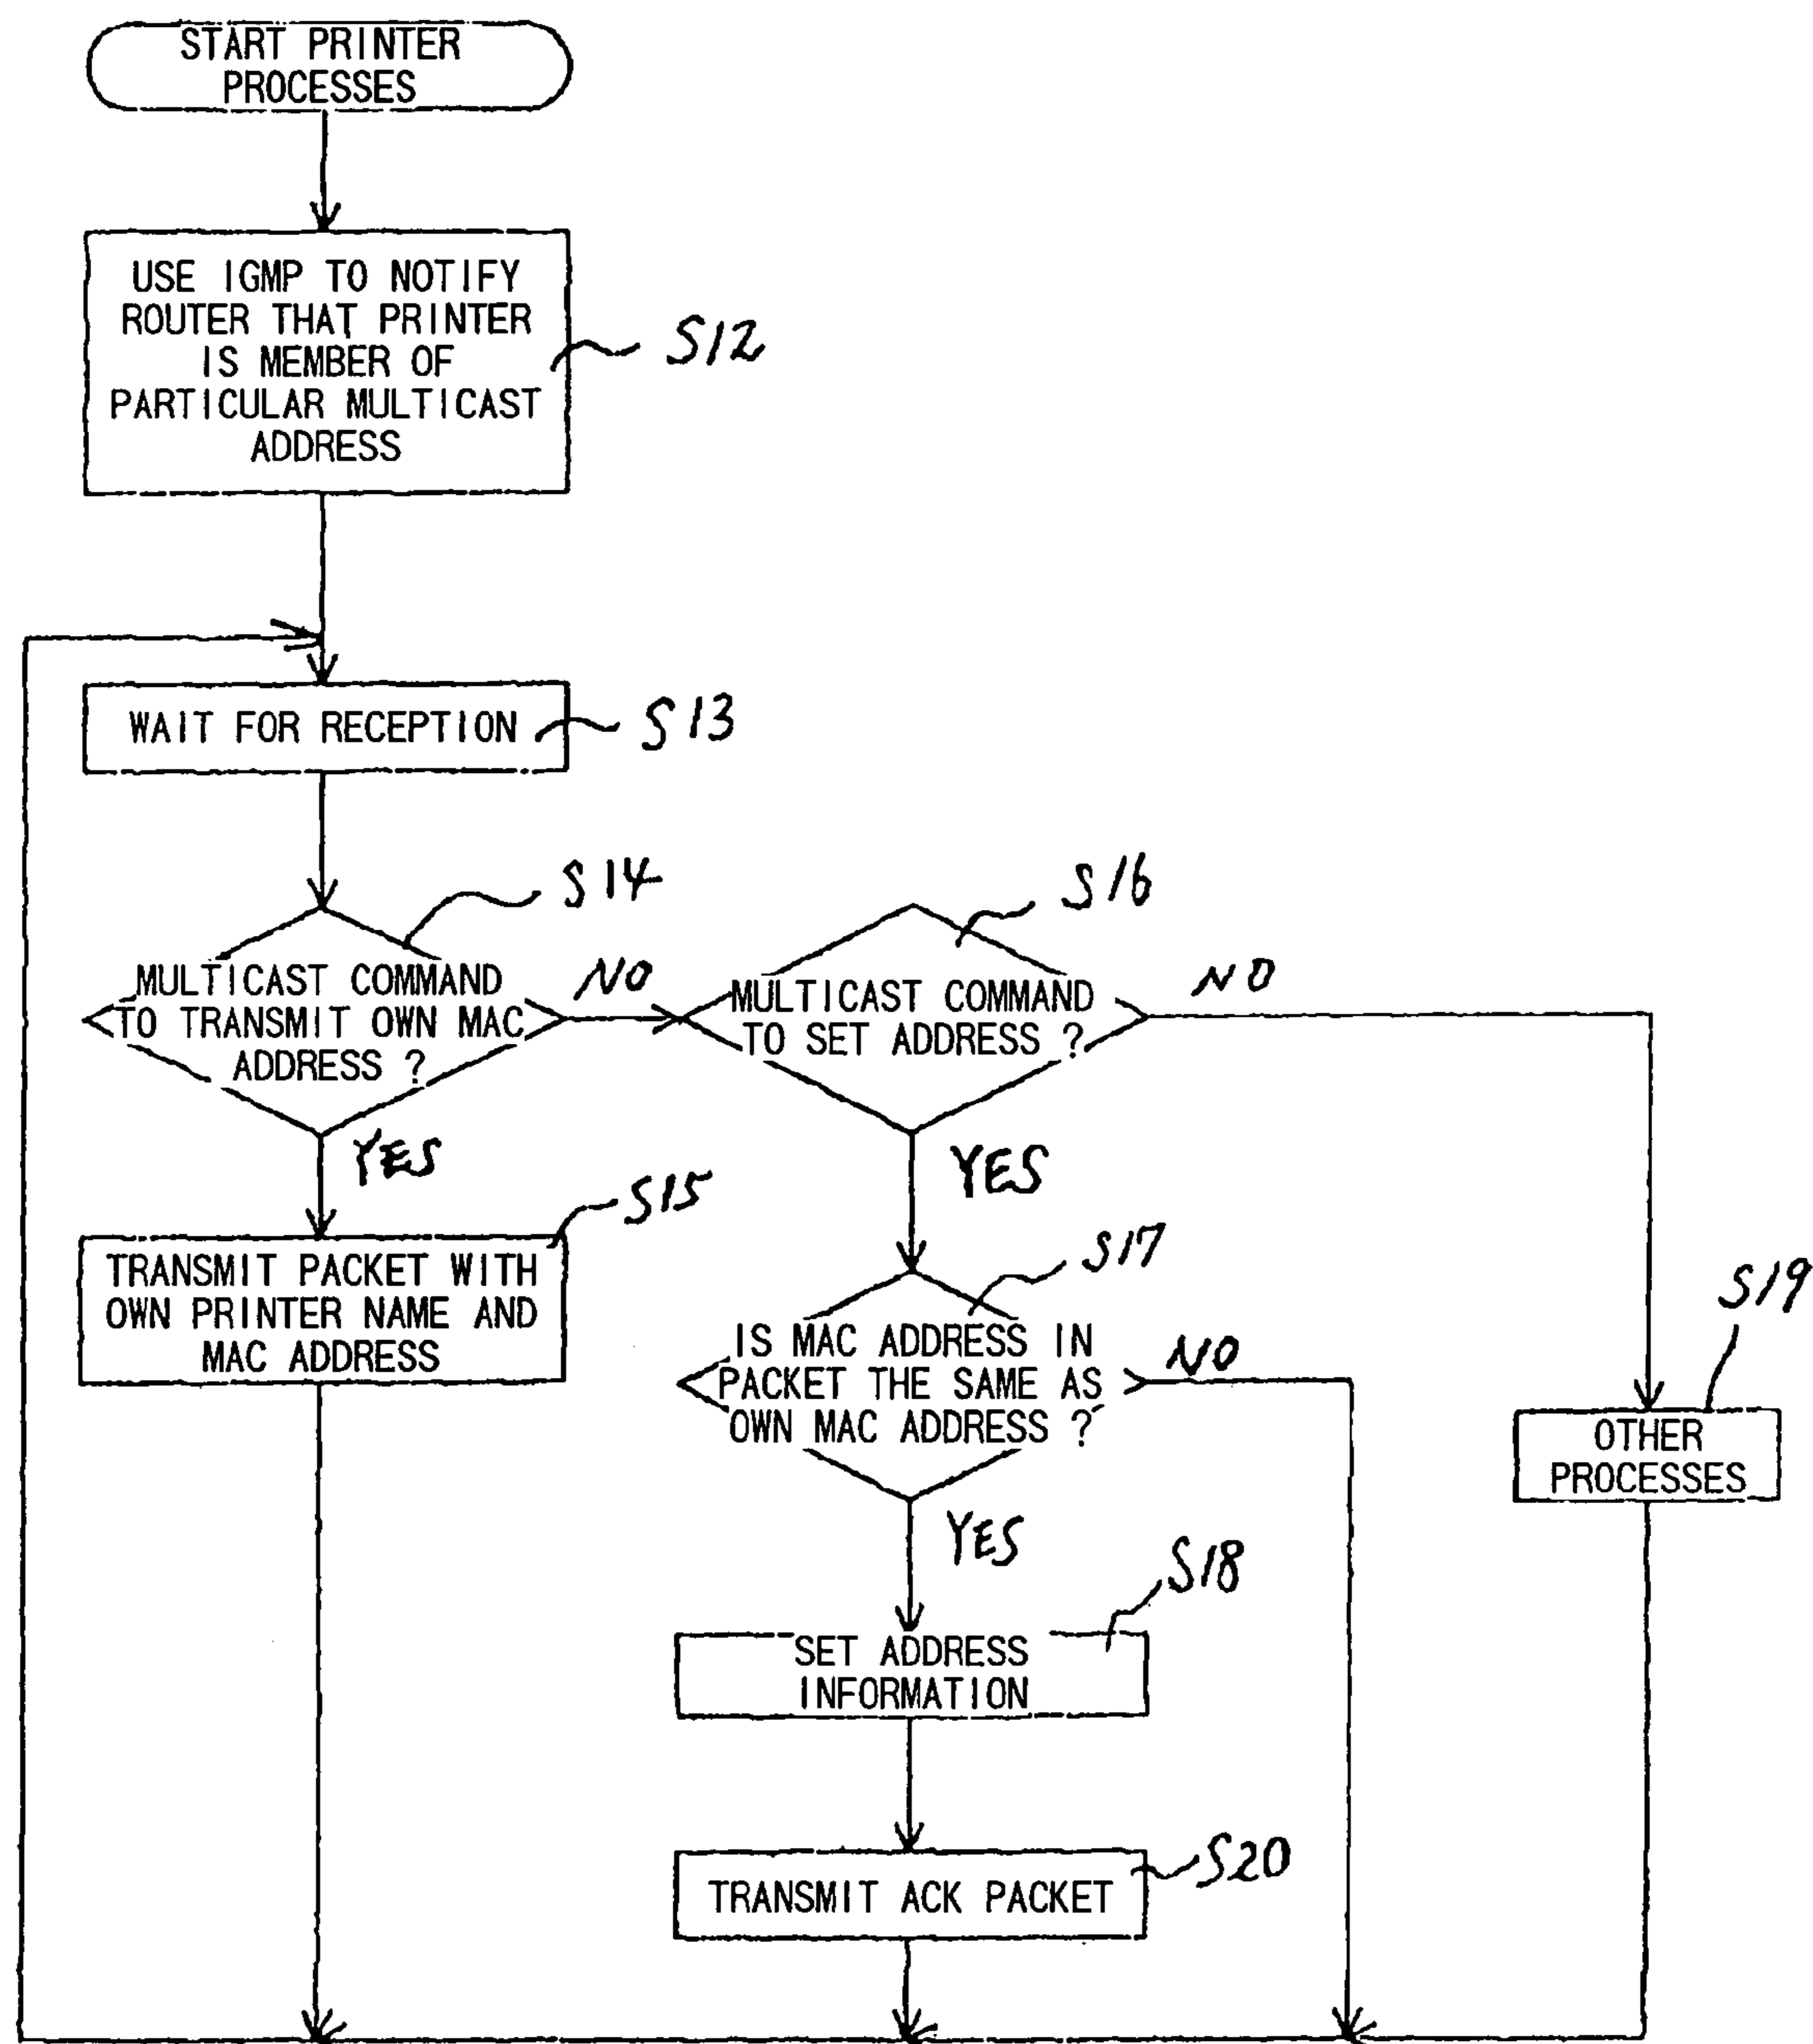 START PRINTER
PROCESSES
USE IGMP TO NOTIFY
ROUTER THAT PRINTER
IS MEMBER OF
PARTICULAR MULTICAST
ADDRESS
S12
WAIT FOR RECEPTION
S13
S14
MULTICAST COMMAND
TO TRANSMIT OWN MAC
ADDRESS ?
NO
YES
S16
MULTICAST COMMAND
TO SET ADDRESS ?
NO
YES
S15
TRANSMIT PACKET WITH
OWN PRINTER NAME AND
MAC ADDRESS
S17
IS MAC ADDRESS IN
PACKET THE SAME AS
OWN MAC ADDRESS ?
NO
YES
S19
OTHER
PROCESSES
S18
SET ADDRESS
INFORMATION
S20
TRANSMIT ACK PACKET